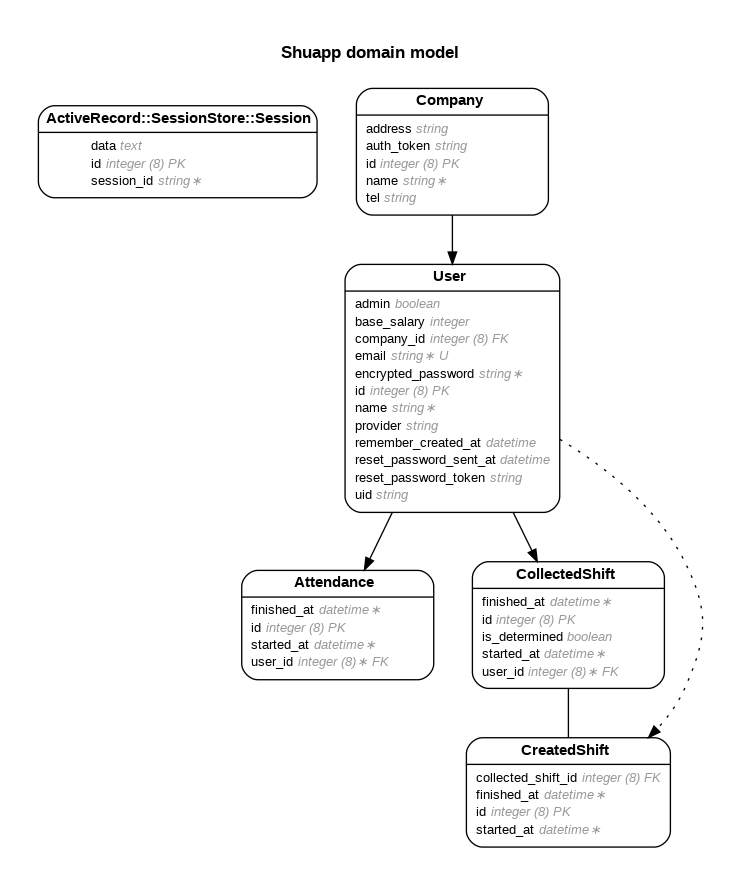 Shuapp domain model
ActiveRecord::SessionStore::Session
data text
id integer (8) PK
session_id string∗
Company
address string
auth_token string
id integer (8) PK
name string∗
tel string
User
admin boolean
base_salary integer
company_id integer (8) FK
email string∗ U
encrypted_password string∗
id integer (8) PK
name string∗
provider string
remember_created_at datetime
reset_password_sent_at datetime
reset_password_token string
uid string
Attendance
finished_at datetime∗
id integer (8) PK
started_at datetime∗
user_id integer (8)∗ FK
CollectedShift
finished_at datetime∗
id integer (8) PK
is_determined boolean
started_at datetime∗
user_id integer (8)∗ FK
CreatedShift
collected_shift_id integer (8) FK
finished_at datetime∗
id integer (8) PK
started_at datetime∗